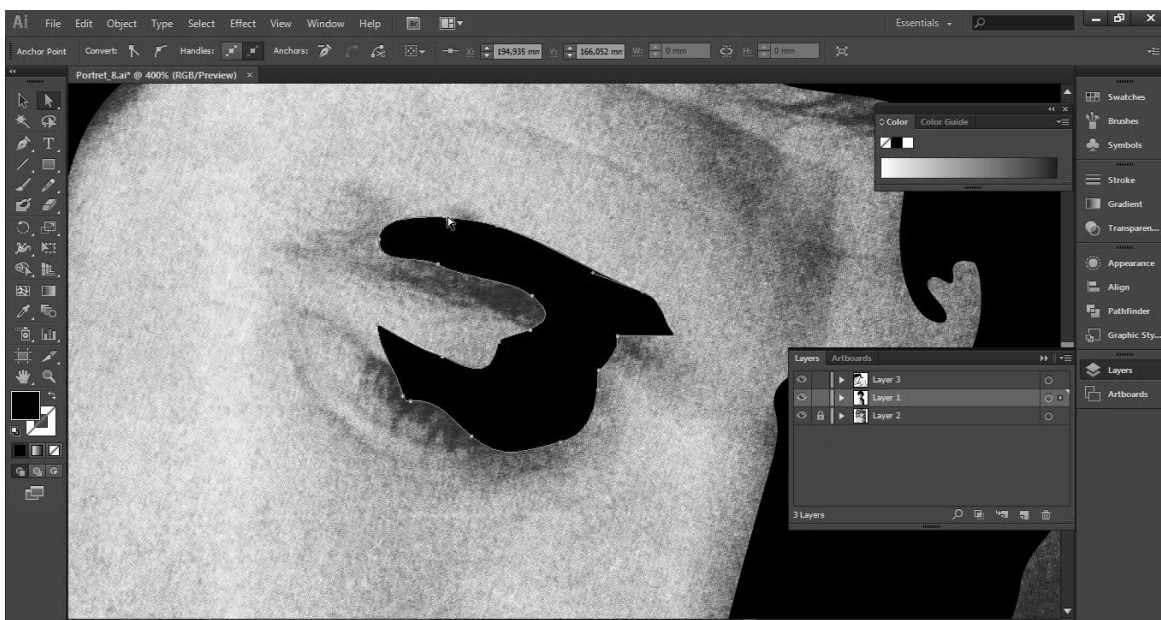 Ai File Edit Object Type Select Effect View Window Help Br Essentials
Anchor Point Convert: Handles: Anchors: X: 194,935 mm Y: 166,052 mm W: 0 mm H: 0 mm
Portret_8.ai* @ 400% (RGB/Preview) ×
Swatches
Brushes
Symbols
Stroke
Gradient
Transparen...
Appearance
Align
Pathfinder
Graphic Sty...
Layers
Artboards
Color Color Guide
Layers Artboards
Layer 3
Layer 1
Layer 2
3 Layers